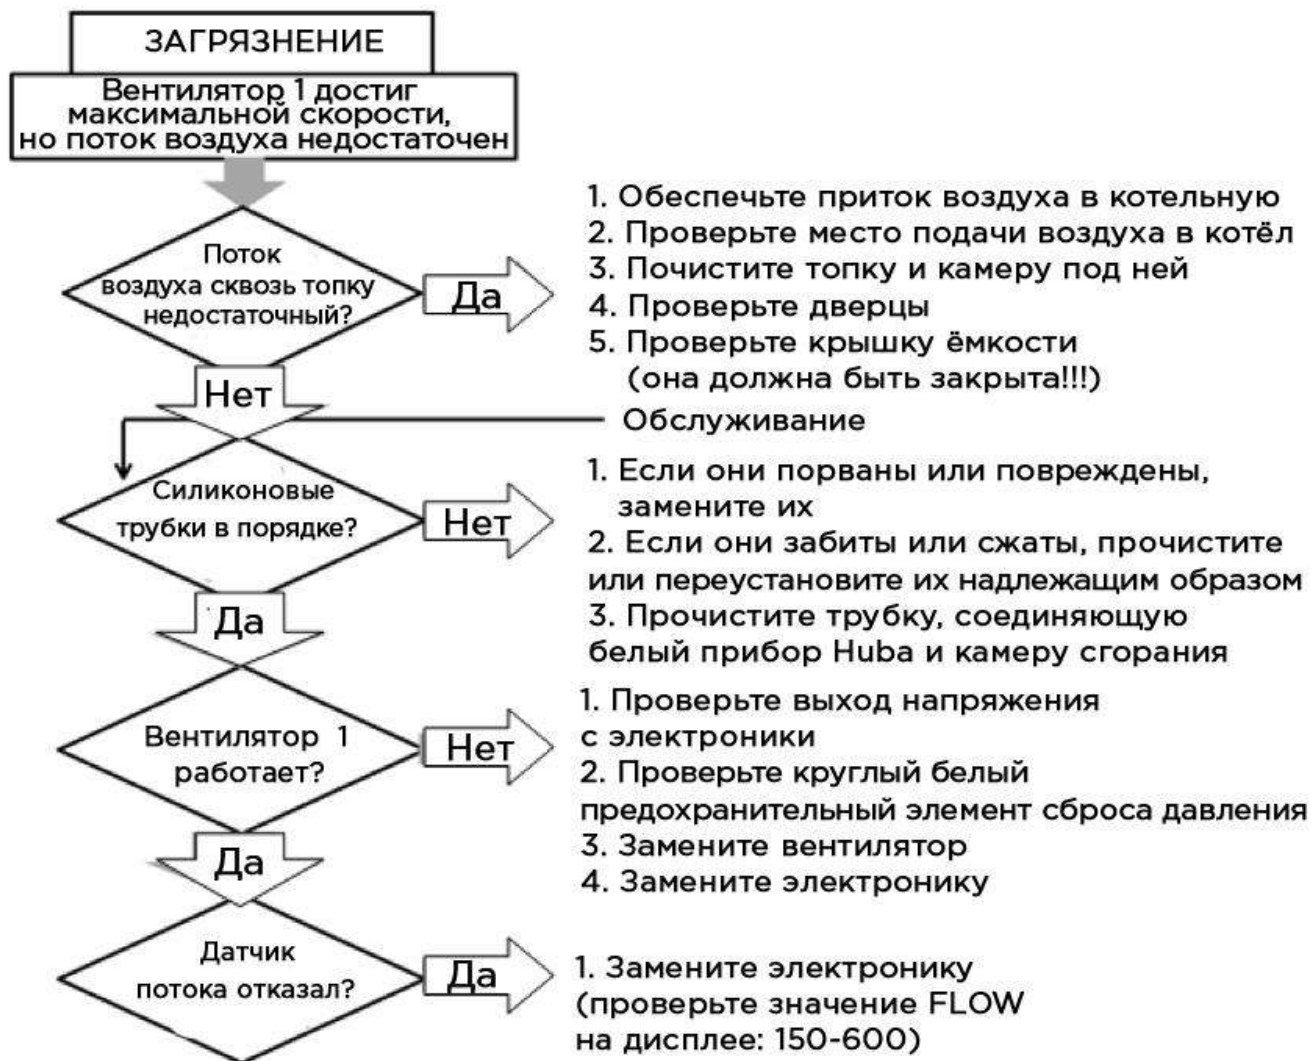 ЗАГРЯЗНЕНИЕ
Вентилятор 1 достиг
максимальной скорости,
но поток воздуха недостаточен
Поток
воздуха сквозь топку
недостаточный?
Да
1. Обеспечьте приток воздуха в котельную
2. Проверьте место подачи воздуха в котёл
3. Почистите топку и камеру под ней
4. Проверьте дверцы
5. Проверьте крышку ёмкости
(она должна быть закрыта!!!)
Нет
Обслуживание
Силиконовые
трубки в порядке?
Нет
1. Если они порваны или повреждены,
замените их
2. Если они забиты или сжаты, прочистите
или переустановите их надлежащим образом
3. Прочистите трубку, соединяющую
белый прибор Huba и камеру сгорания
Да
Вентилятор 1
работает?
Нет
1. Проверьте выход напряжения
с электроники
2. Проверьте круглый белый
предохранительный элемент сброса давления
3. Замените вентилятор
4. Замените электронику
Да
Датчик
потока отказал?
Да
1. Замените электронику
(проверьте значение FLOW
на дисплее: 150-600)